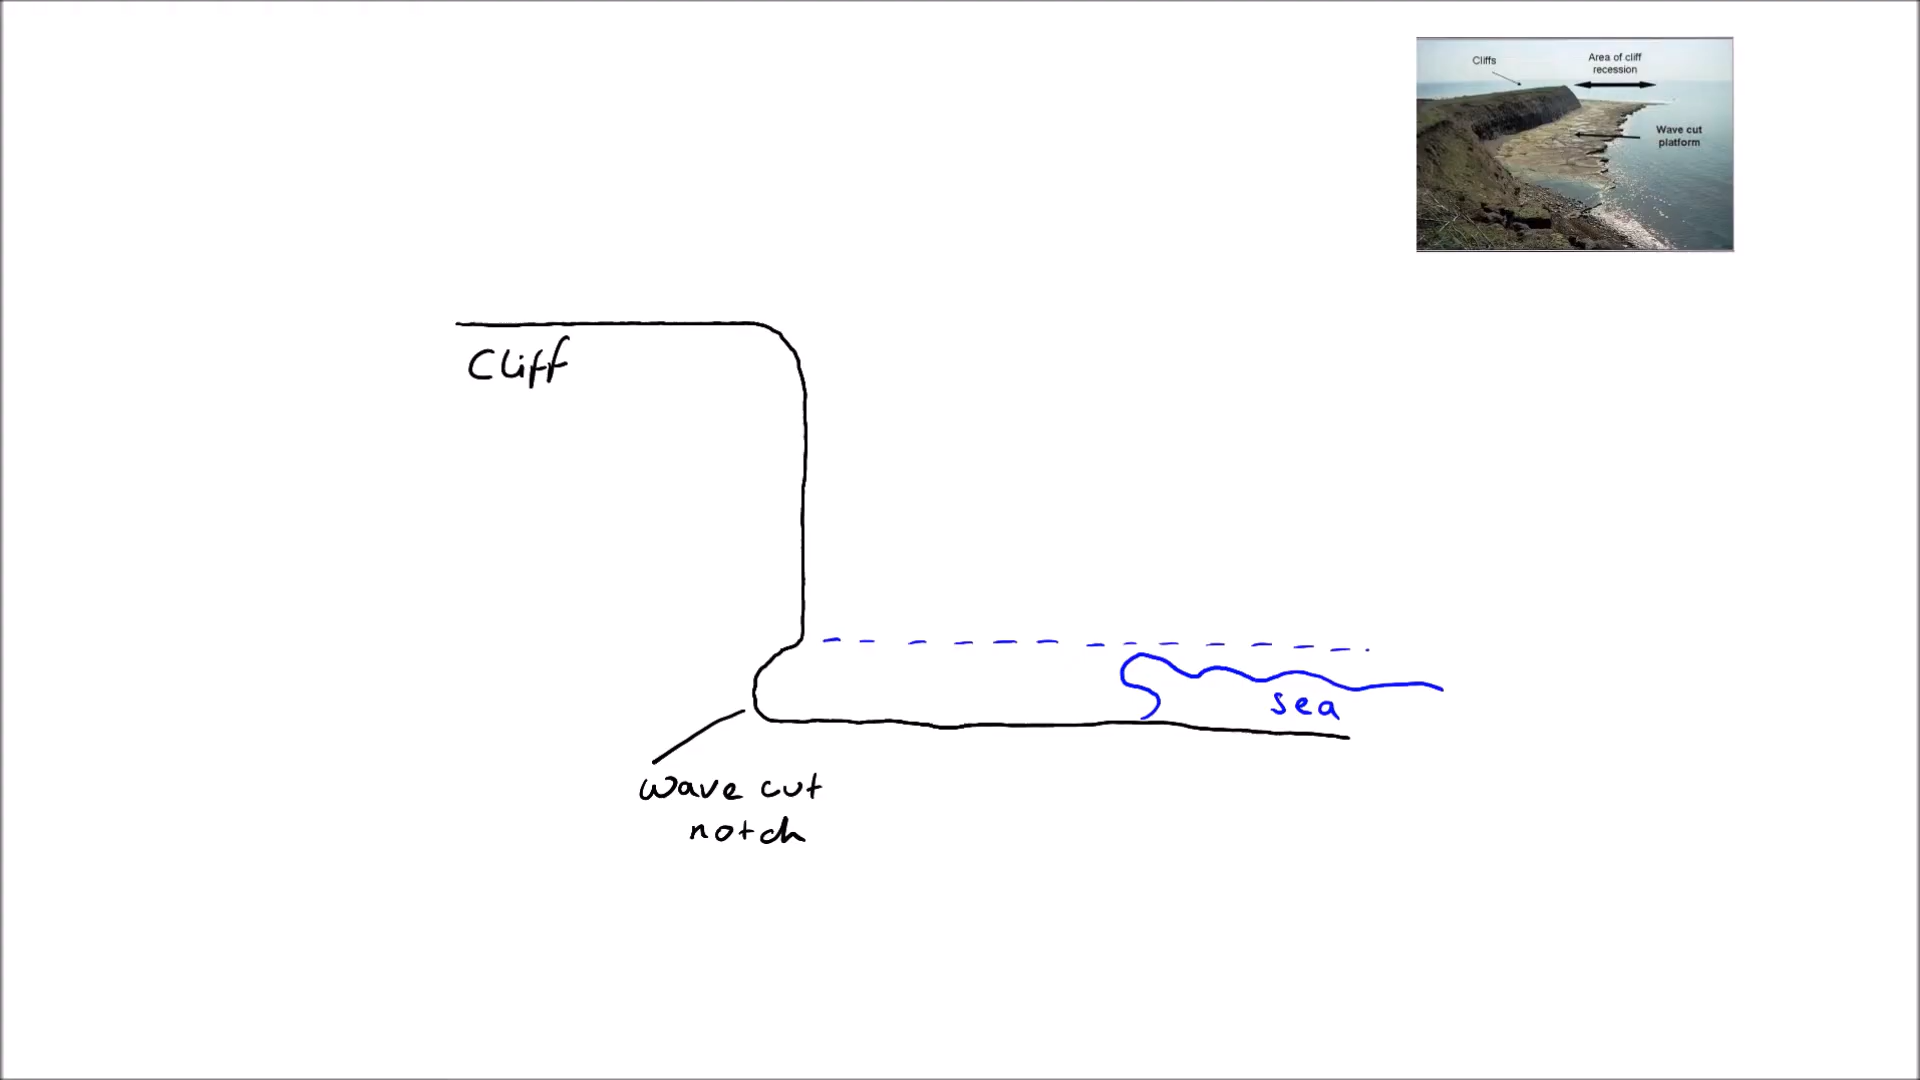 Cliffs
Area of cliff
recession
Wave cut
platform
Cliff
sea
wave cut
notch